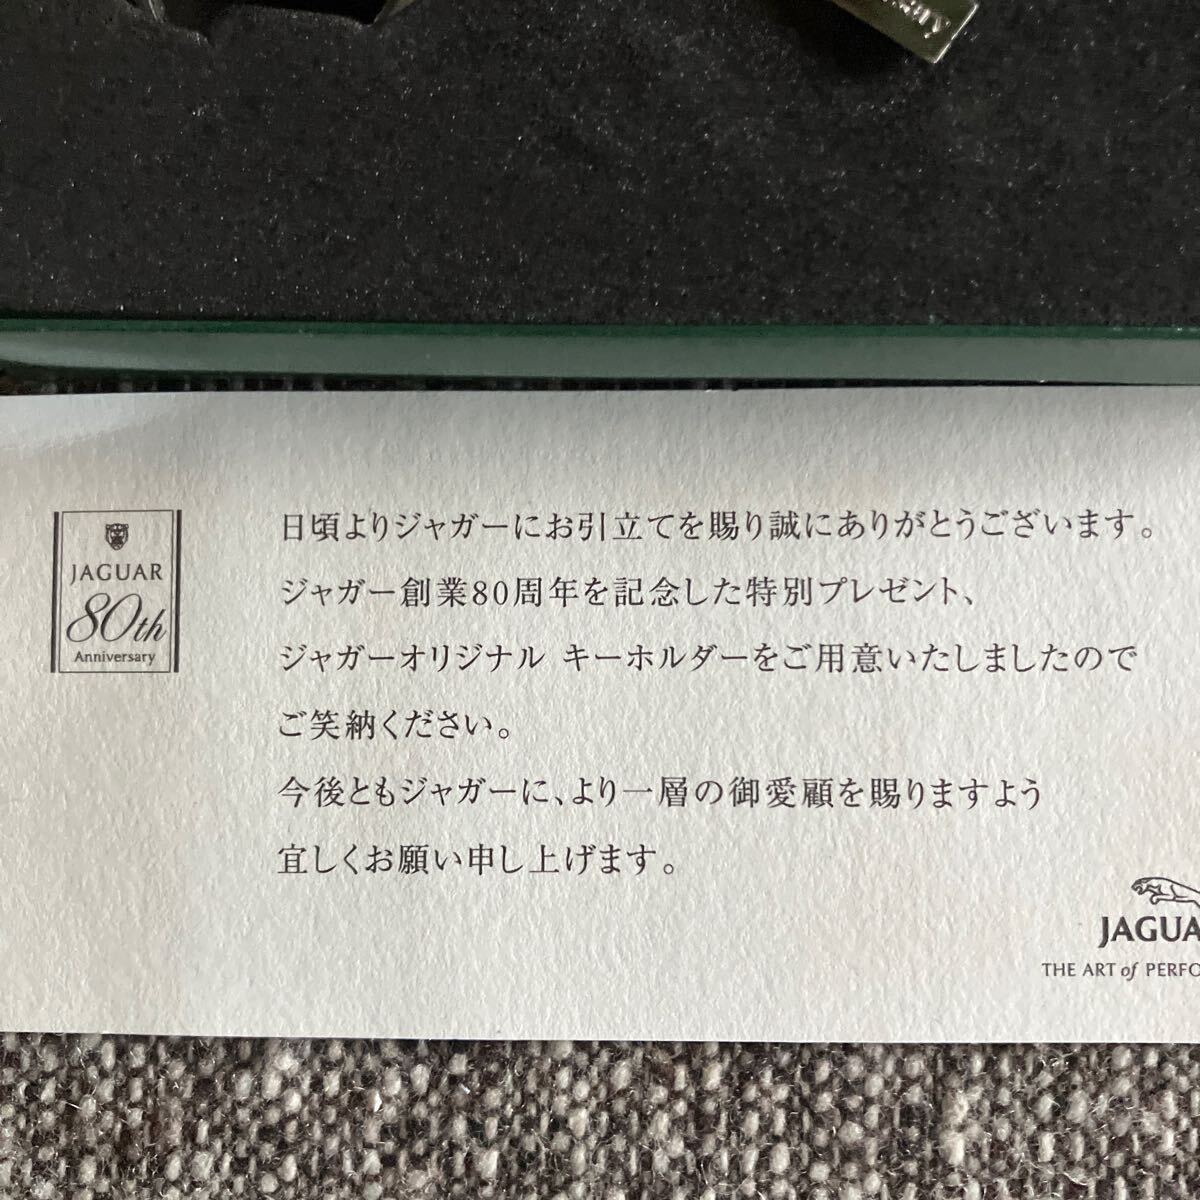 日頃よりジャガーにお引立てを賜り誠にありがとうございます。
ジャガー創業80周年を記念した特別プレゼント、
ジャガーオリジナル キーホルダーをご用意いたしましたので
ご笑納ください。
今後ともジャガーに、より一層の御愛顧を賜りますよう
宜しくお願い申し上げます。
JAGUAR
80th
Anniversary
JAGUA
THE ART of PERFO